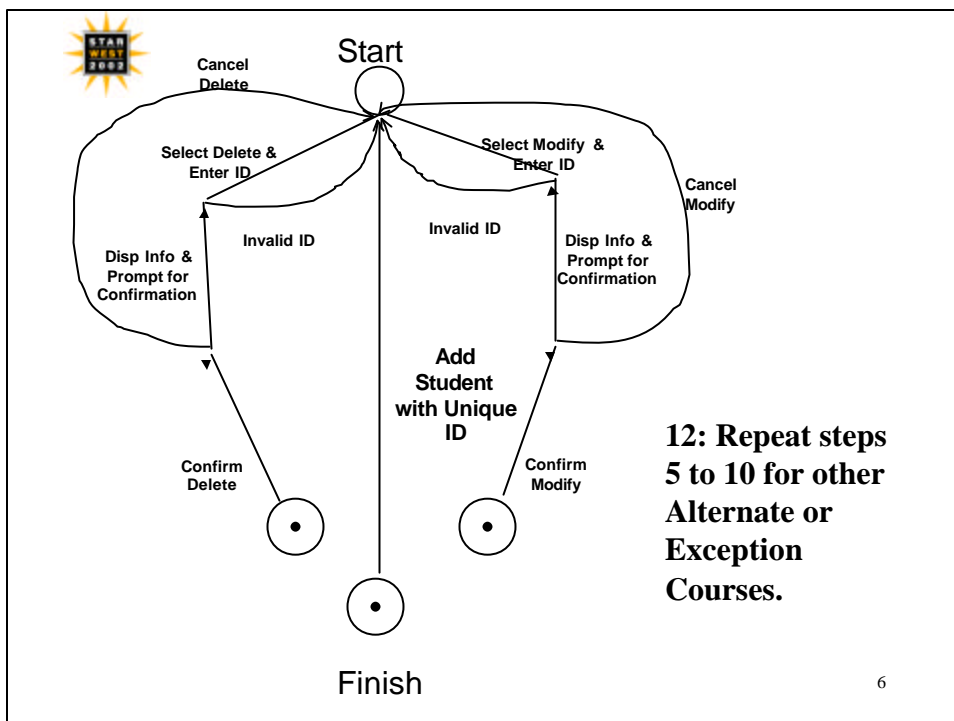 STAR
WEST
2002
Start
Cancel
Delete
Select Delete &
Enter ID
Select Modify &
Enter ID
Cancel
Modify
Invalid ID
Invalid ID
Disp Info &
Prompt for
Confirmation
Disp Info &
Prompt for
Confirmation
Add
Student
with Unique
ID
Confirm
Delete
Confirm
Modify
12: Repeat steps
5 to 10 for other
Alternate or
Exception
Courses.
Finish
6